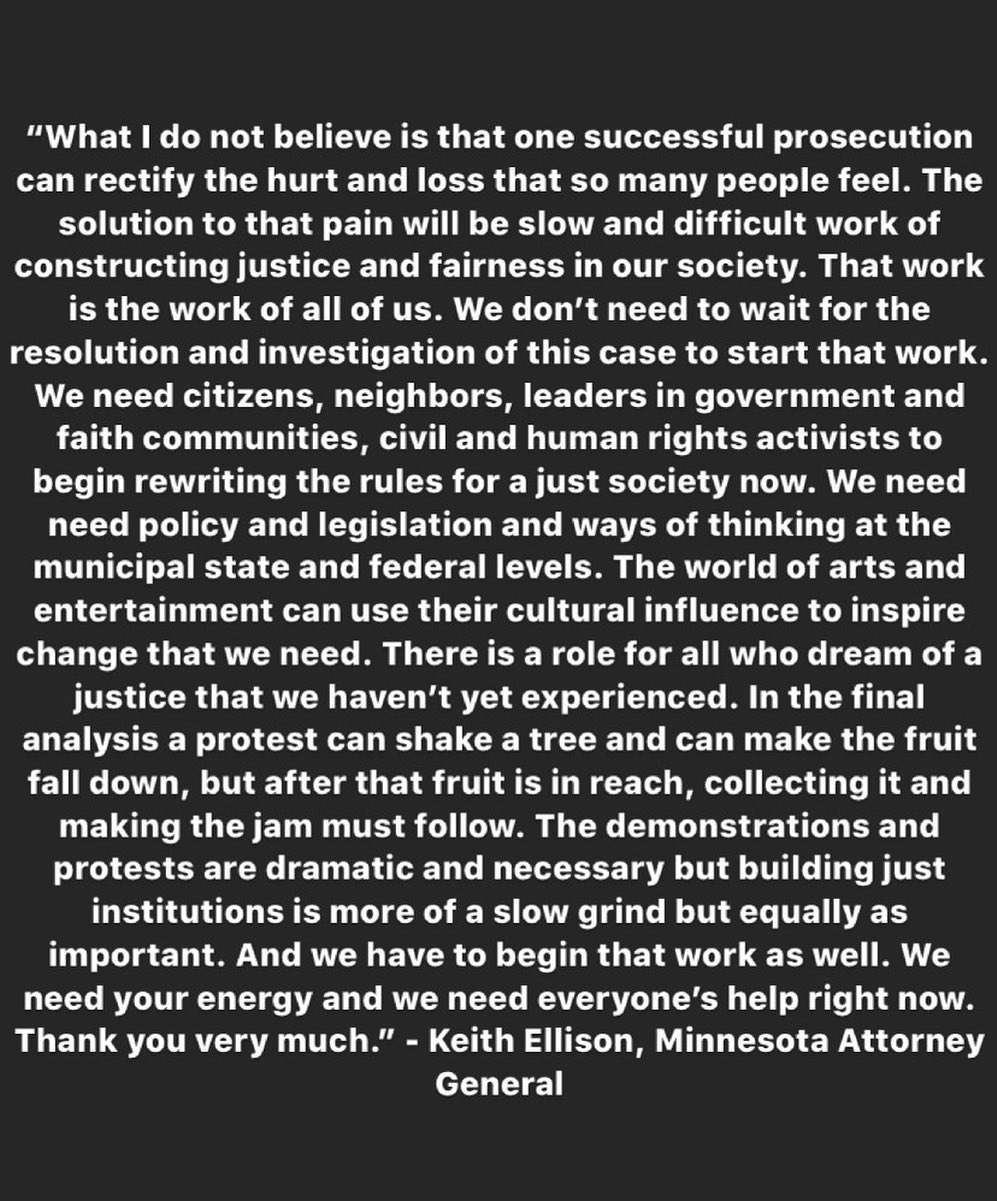 “What I do not believe is that one successful prosecution
can rectify the hurt and loss that so many people feel. The
solution to that pain will be slow and difficult work of
constructing justice and fairness in our society. That work
is the work of all of us. We don’t need to wait for the
resolution and investigation of this case to start that work.
We need citizens, neighbors, leaders in government and
faith communities, civil and human rights activists to
begin rewriting the rules for a just society now. We need
need policy and legislation and ways of thinking at the
municipal state and federal levels. The world of arts and
entertainment can use their cultural influence to inspire
change that we need. There is a role for all who dream of a
justice that we haven’t yet experienced. In the final
analysis a protest can shake a tree and can make the fruit
fall down, but after that fruit is in reach, collecting it and
making the jam must follow. The demonstrations and
protests are dramatic and necessary but building just
institutions is more of a slow grind but equally as
important. And we have to begin that work as well. We
need your energy and we need everyone’s help right now.
Thank you very much.” - Keith Ellison, Minnesota Attorney
General